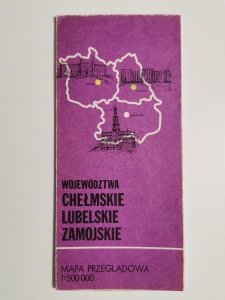 WOJEWÓDZTWA
CHEŁMSKIE
LUBELSKIE
ZAMOJSKIE
MAPA PRZEGLĄDOWA
1:500 000